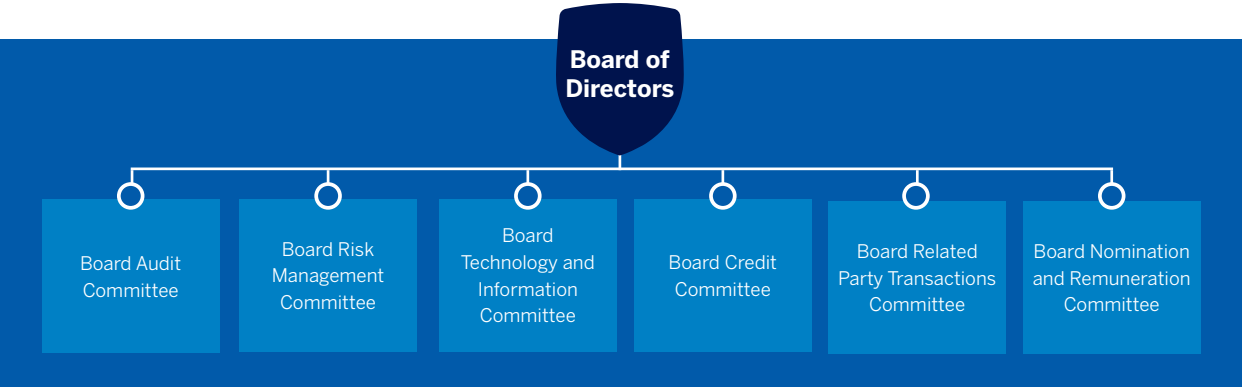 Board of
Directors
Board Audit
Committee
Board Risk
Management
Committee
Board
Technology and
Information
Committee
Board Credit
Committee
Board Related
Party Transactions
Committee
Board Nomination
and Remuneration
Committee